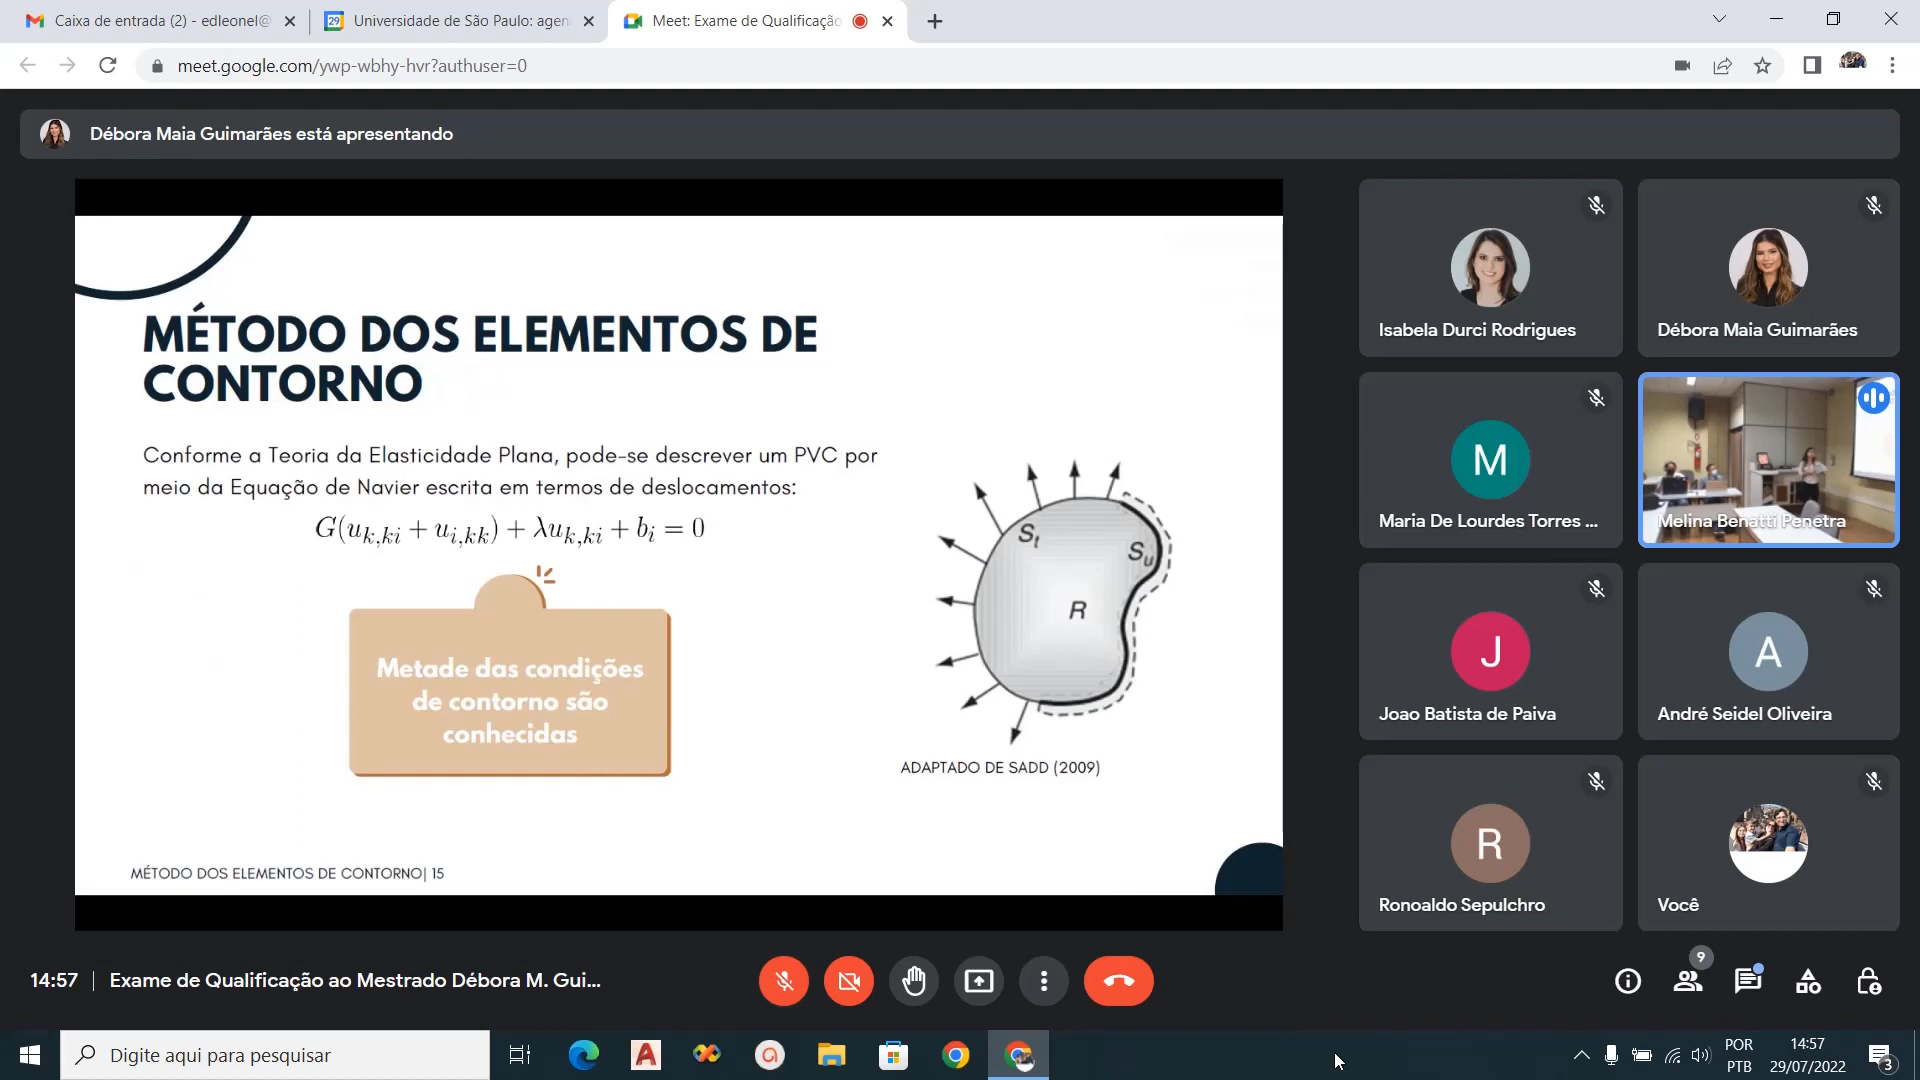 Caixa de entrada (2) - edleonel@
Universidade de São Paulo: agen
Meet: Exame de Qualificação
meet.google.com/ywp-wbhy-hvr?authuser=0
Débora Maia Guimarães está apresentando
MÉTODO DOS ELEMENTOS DE
CONTORNO
Conforme a Teoria da Elasticidade Plana, pode-se descrever um PVC por
meio da Equação de Navier escrita em termos de deslocamentos:
G(u_{k,ki} + u_{i,kk}) + λu_{k,ki} + b_i = 0
Metade das condições
de contorno são
conhecidas
S_t
S_u
R
ADAPTADO DE SADD (2009)
MÉTODO DOS ELEMENTOS DE CONTORNO| 15
Isabela Durci Rodrigues
Débora Maia Guimarães
M
Maria De Lourdes Torres ...
Melina Benatti Penetra
J
Joao Batista de Paiva
A
André Seidel Oliveira
R
Ronoaldo Sepulchro
Você
14:57
Exame de Qualificação ao Mestrado Débora M. Gui...
9
Digite aqui para pesquisar
POR
PTB
14:57
29/07/2022
3